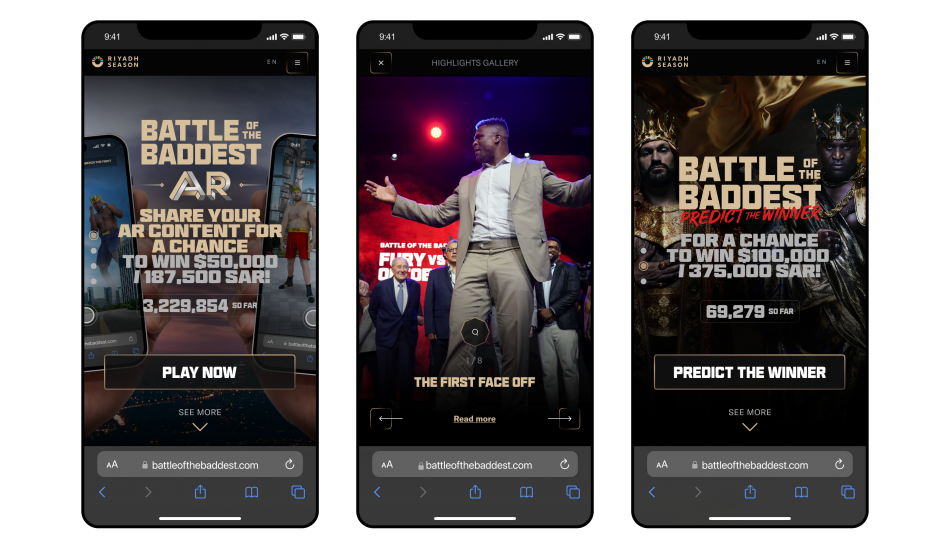 9:41
RIYADH
SEASON
EN
BATTLE OF
THE
BADDEST
AR
SHARE YOUR
AR CONTENT FOR
A CHANCE
TO WIN $50,000
/ 187,500 SAR!
3,229,854 SO FAR
PLAY NOW
SEE MORE
AA
battleofthebaddest.com
9:41
HIGHLIGHTS GALLERY
BATTLE OF THE BAD
FURY VS
1 / 8
THE FIRST FACE OFF
Read more
AA
battleofthebaddest.com
9:41
RIYADH
SEASON
EN
BATTLE OF
THE
BADDEST
PREDICT THE WINNER
FOR A CHANCE
TO WIN $100,000
/ 375,000 SAR!
69,279 SO FAR
PREDICT THE WINNER
SEE MORE
AA
battleofthebaddest.com